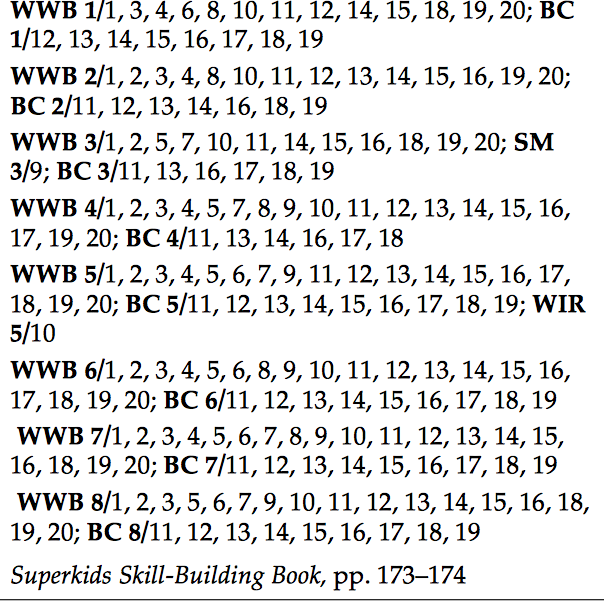 WWB 1/1, 3, 4, 6, 8, 10, 11, 12, 14, 15, 18, 19, 20; BC
1/12, 13, 14, 15, 16, 17, 18, 19
WWB 2/1, 2, 3, 4, 8, 10, 11, 12, 13, 14, 15, 16, 19, 20;
BC 2/11, 12, 13, 14, 16, 18, 19
WWB 3/1, 2, 5, 7, 10, 11, 14, 15, 16, 18, 19, 20; SM
3/9; BC 3/11, 13, 16, 17, 18, 19
WWB 4/1, 2, 3, 4, 5, 7, 8, 9, 10, 11, 12, 13, 14, 15, 16,
17, 19, 20; BC 4/11, 13, 14, 16, 17, 18
WWB 5/1, 2, 3, 4, 5, 6, 7, 9, 11, 12, 13, 14, 15, 16, 17,
18, 19, 20; BC 5/11, 12, 13, 14, 15, 16, 17, 18, 19; WIR
5/10
WWB 6/1, 2, 3, 4, 5, 6, 8, 9, 10, 11, 12, 13, 14, 15, 16,
17, 18, 19, 20; BC 6/11, 12, 13, 14, 15, 16, 17, 18, 19
WWB 7/1, 2, 3, 4, 5, 6, 7, 8, 9, 10, 11, 12, 13, 14, 15,
16, 18, 19, 20; BC 7/11, 12, 13, 14, 15, 16, 17, 18, 19
WWB 8/1, 2, 3, 5, 6, 7, 9, 10, 11, 12, 13, 14, 15, 16, 18,
19, 20; BC 8/11, 12, 13, 14, 15, 16, 17, 18, 19
Superkids Skill-Building Book, pp. 173–174